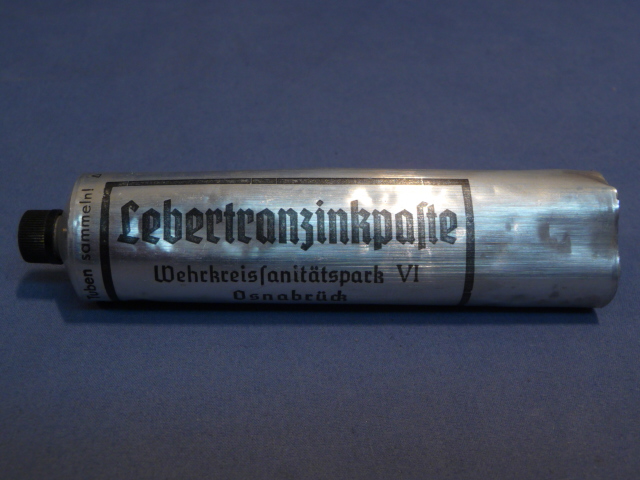 Lebertranzinkpaſte
Wehrkreisſanitätspark VI
Osnabrück
Tuben sammeln!